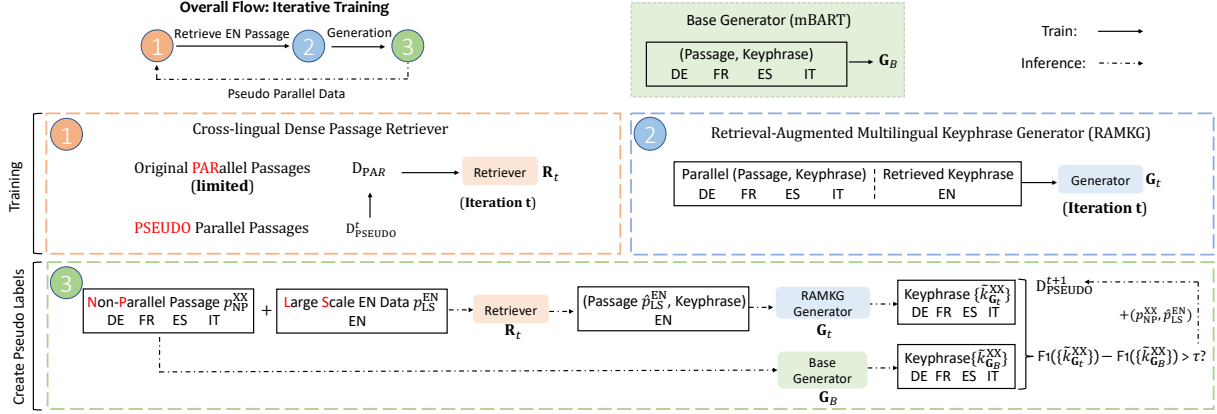 Overall Flow: Iterative Training
1
Retrieve EN Passage
2
Generation
3
Pseudo Parallel Data
Base Generator (mBART)
(Passage, Keyphrase)
DE FR ES IT
G_B
Train:
Inference:
Training
1
Cross-lingual Dense Passage Retriever
Original PARallel Passages
(limited)
D_PAR
Retriever
R_t
(Iteration t)
PSEUDO Parallel Passages
D^t_PSEUDO
2
Retrieval-Augmented Multilingual Keyphrase Generator (RAMKG)
Parallel (Passage, Keyphrase)
DE FR ES IT
Retrieved Keyphrase
EN
Generator
G_t
(Iteration t)
Create Pseudo Labels
3
Non-Parallel Passage p^XX_NP
DE FR ES IT
+
Large Scale EN Data p^EN_LS
EN
Retriever
R_t
(Passage p̂^EN_LS, Keyphrase)
EN
RAMKG
Generator
G_t
Keyphrase {k̃^XX_G_t}
DE FR ES IT
Base
Generator
G_B
Keyphrase{k̃^XX_G_B}
DE FR ES IT
D^t+1_PSEUDO
+(p^XX_NP, p̂^EN_LS)
F1({k̃^XX_G_t}) − F1({k̃^XX_G_B}) > τ?